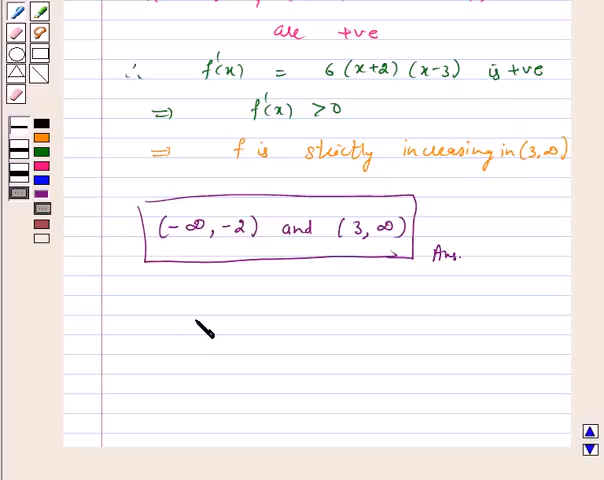 are +ve
∴ f'(x) = 6(x+2)(x-3) is +ve
⇒ f'(x) >0
⇒ f is strictly increasing in (3,∞)
(-∞,-2) and (3,∞)
Ans.